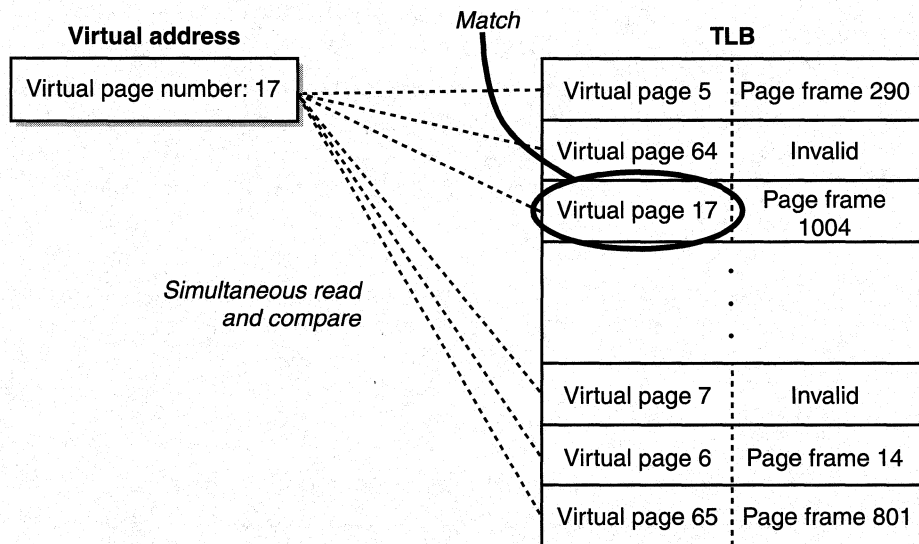 Match
Virtual address
TLB
Virtual page number: 17
Virtual page 5
Page frame 290
Virtual page 64
Invalid
Virtual page 17
Page frame
1004
Simultaneous read
and compare
Virtual page 7
Invalid
Virtual page 6
Page frame 14
Virtual page 65
Page frame 801